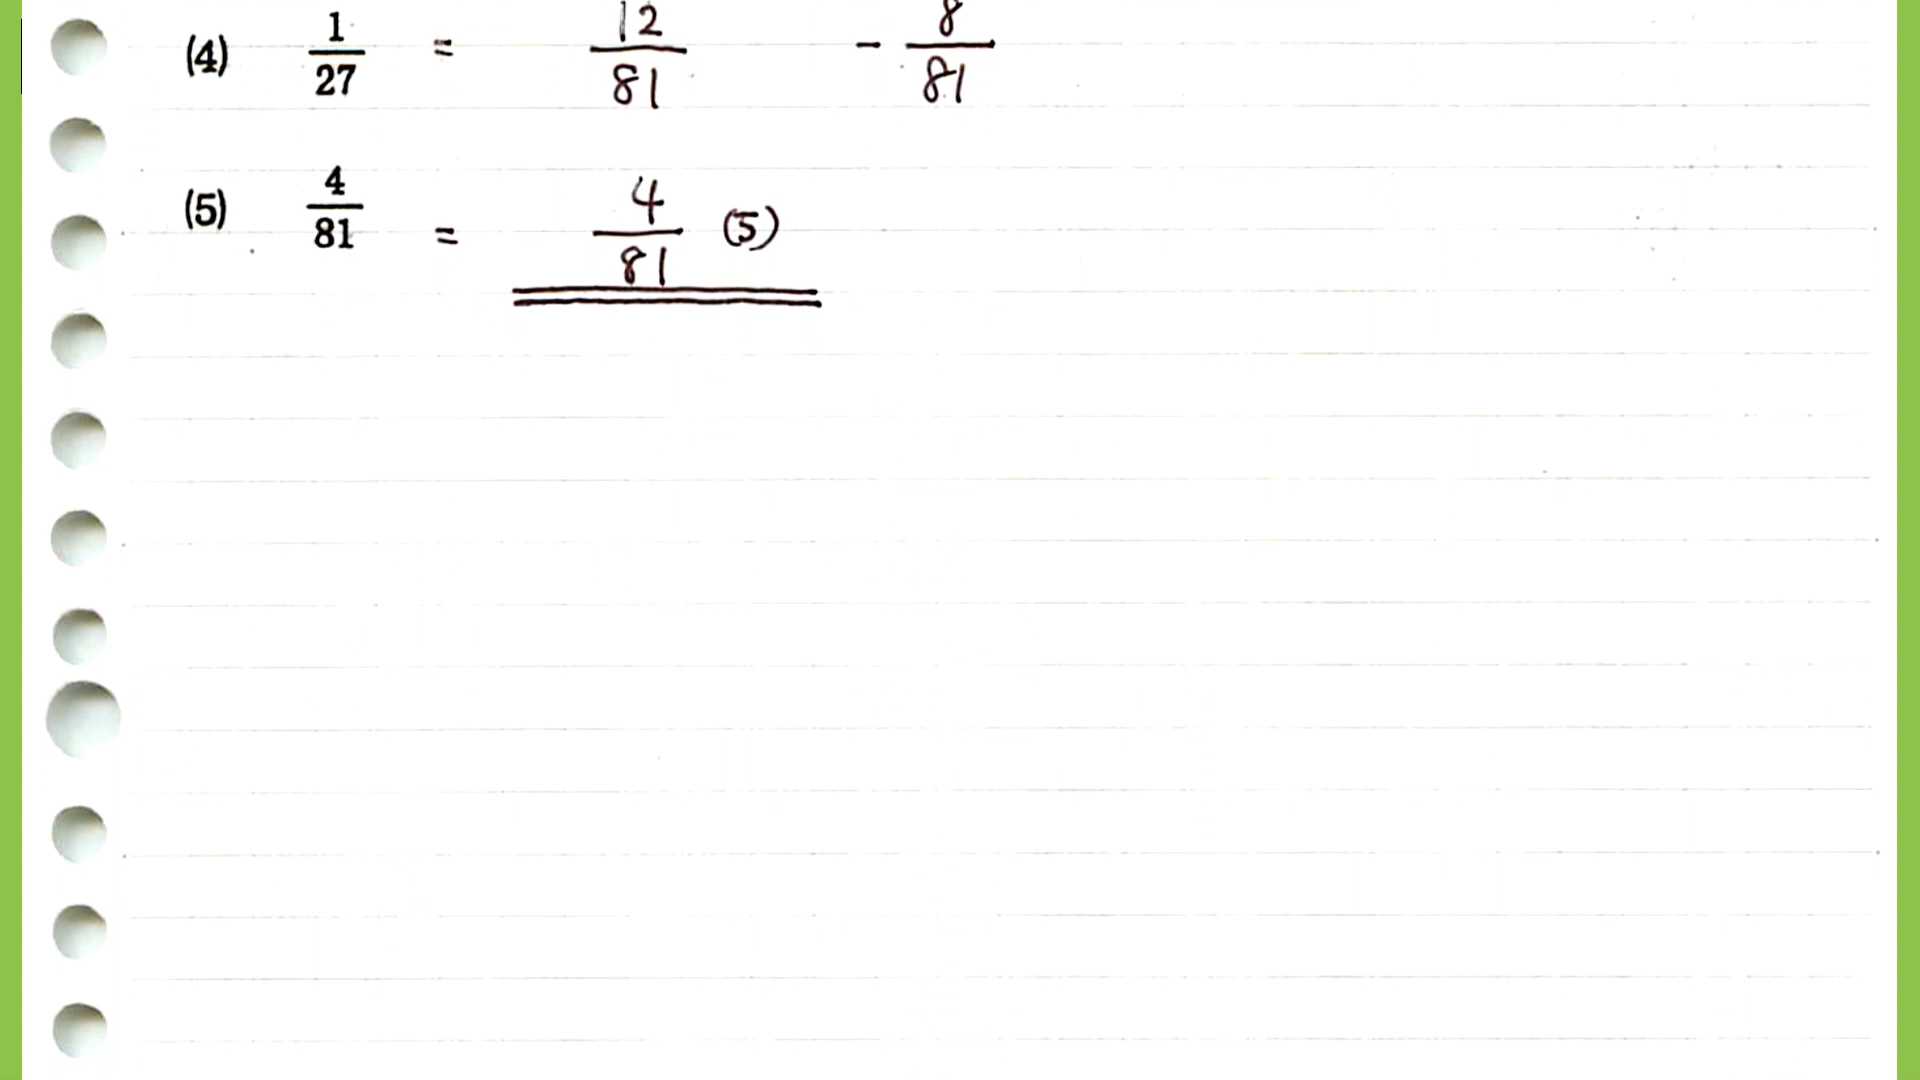 (4) 1/27 = 12/81 - 8/81
(5) 4/81 = 4/81 (5)